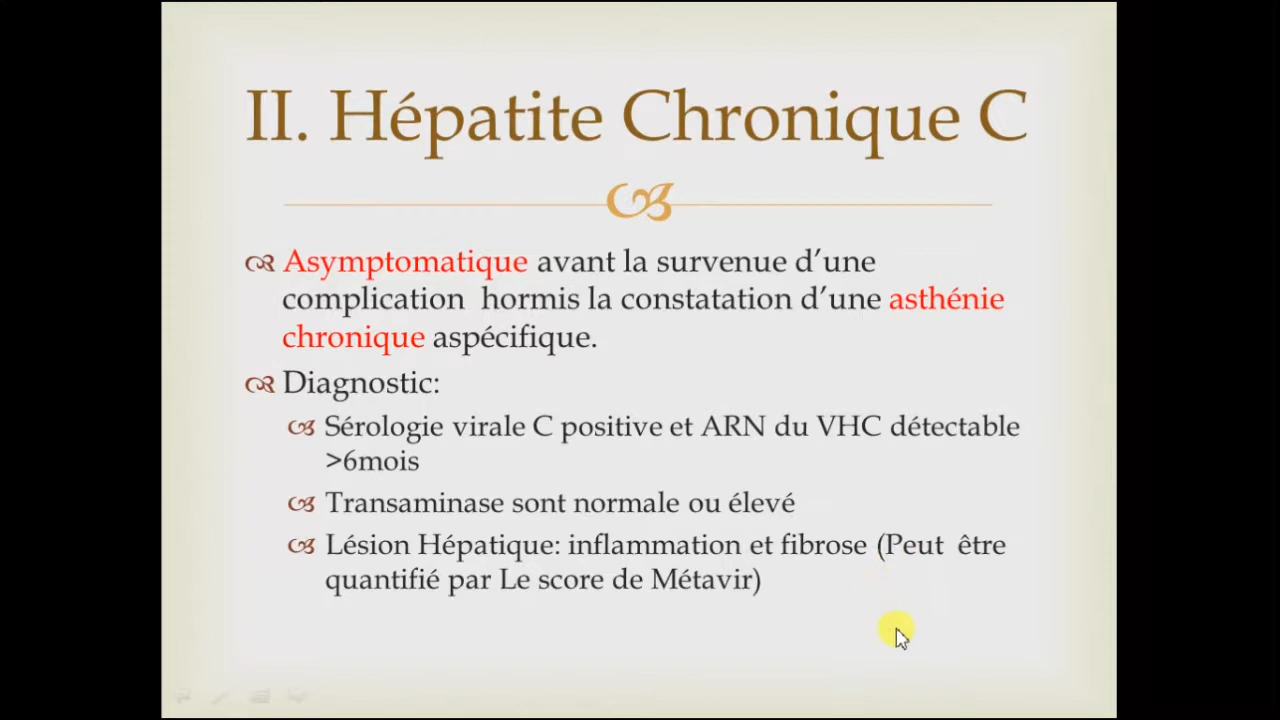 II. Hépatite Chronique C
Asymptomatique avant la survenue d’une
complication hormis la constatation d’une asthénie
chronique aspécifique.
Diagnostic:
Sérologie virale C positive et ARN du VHC détectable
>6mois
Transaminase sont normale ou élevé
Lésion Hépatique: inflammation et fibrose (Peut être
quantifié par Le score de Métavir)